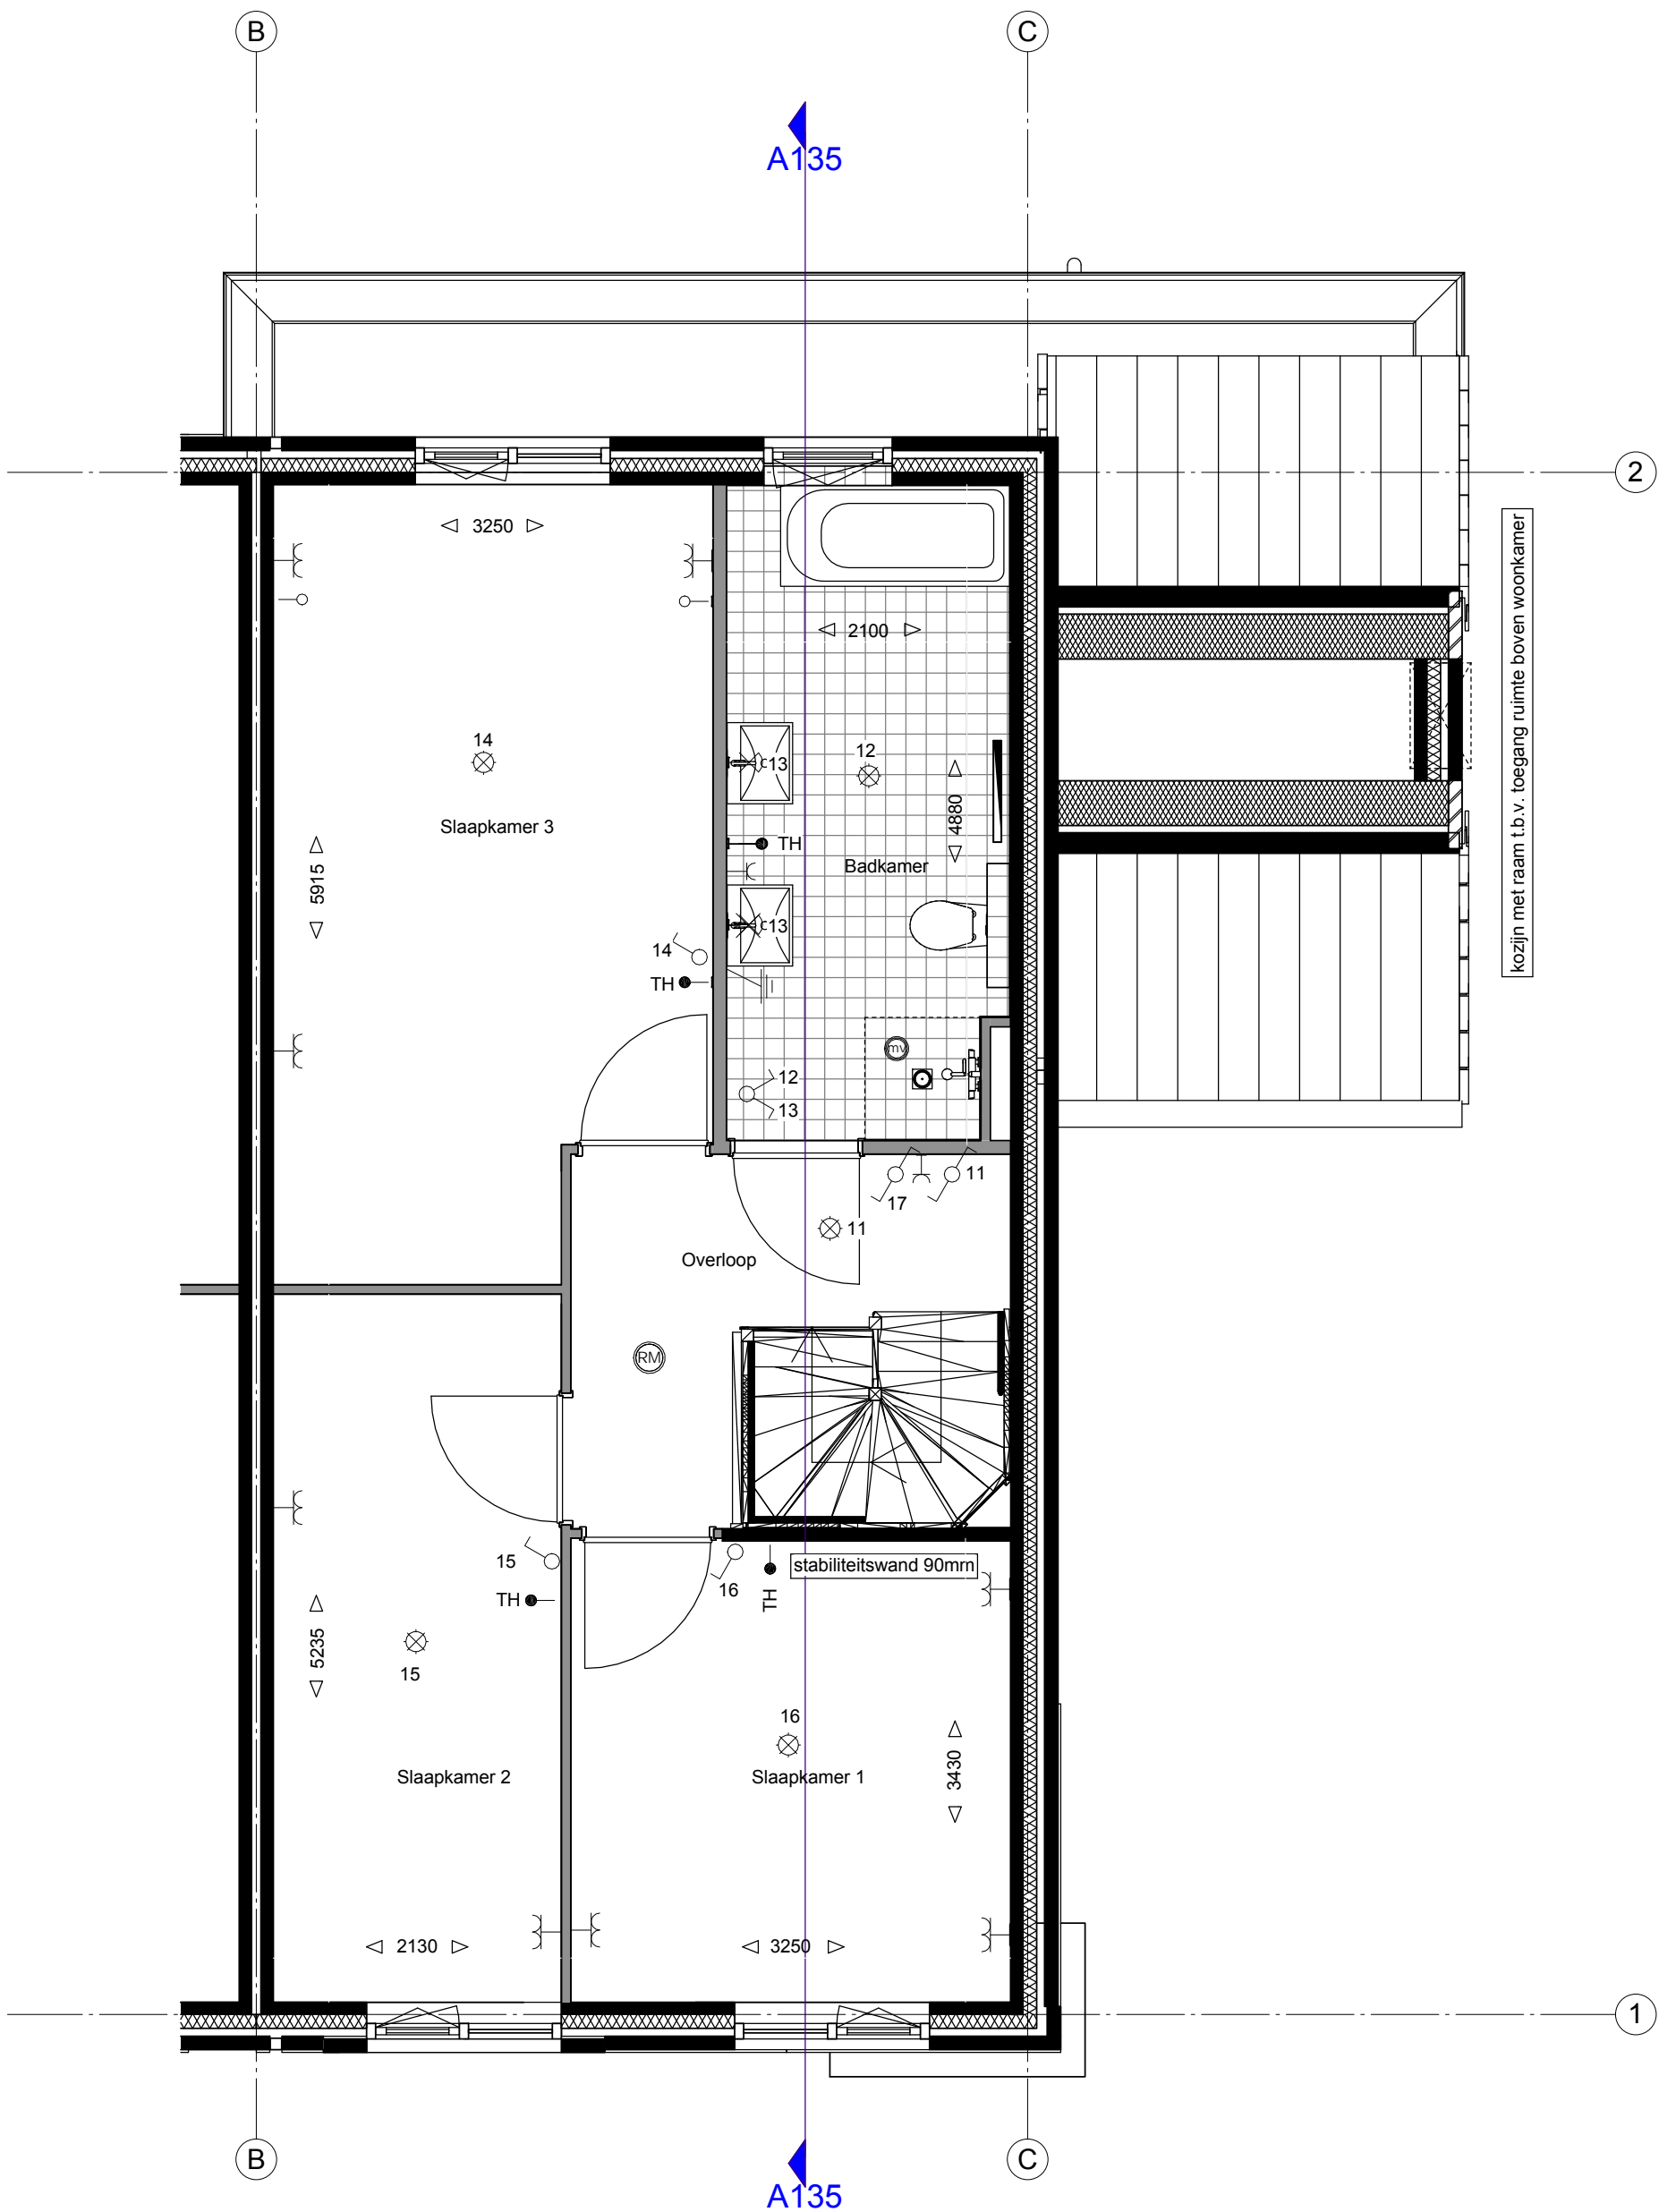 B
C
A135
2
3250
kozijn met raam t.b.v. toegang ruimte boven woonkamer
2100
14
12
c13
4880
Slaapkamer 3
TH
Badkamer
5915
c13
14
TH
mv
12
13
11
17
11
Overloop
RM
15
stabiliteitswand 90mm
16
TH
TH
5235
15
16
3430
Slaapkamer 2
Slaapkamer 1
2130
3250
1
B
C
A135